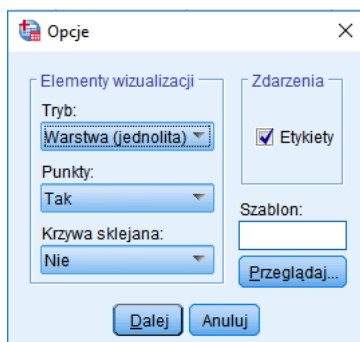 Opcje
Elementy wizualizacji
Tryb:
Warstwa (jednolita)
Punkty:
Tak
Krzywa sklejana:
Nie
Zdarzenia
Etykiety
Szablon:
Przeglądaj...
Dalej
Anuluj